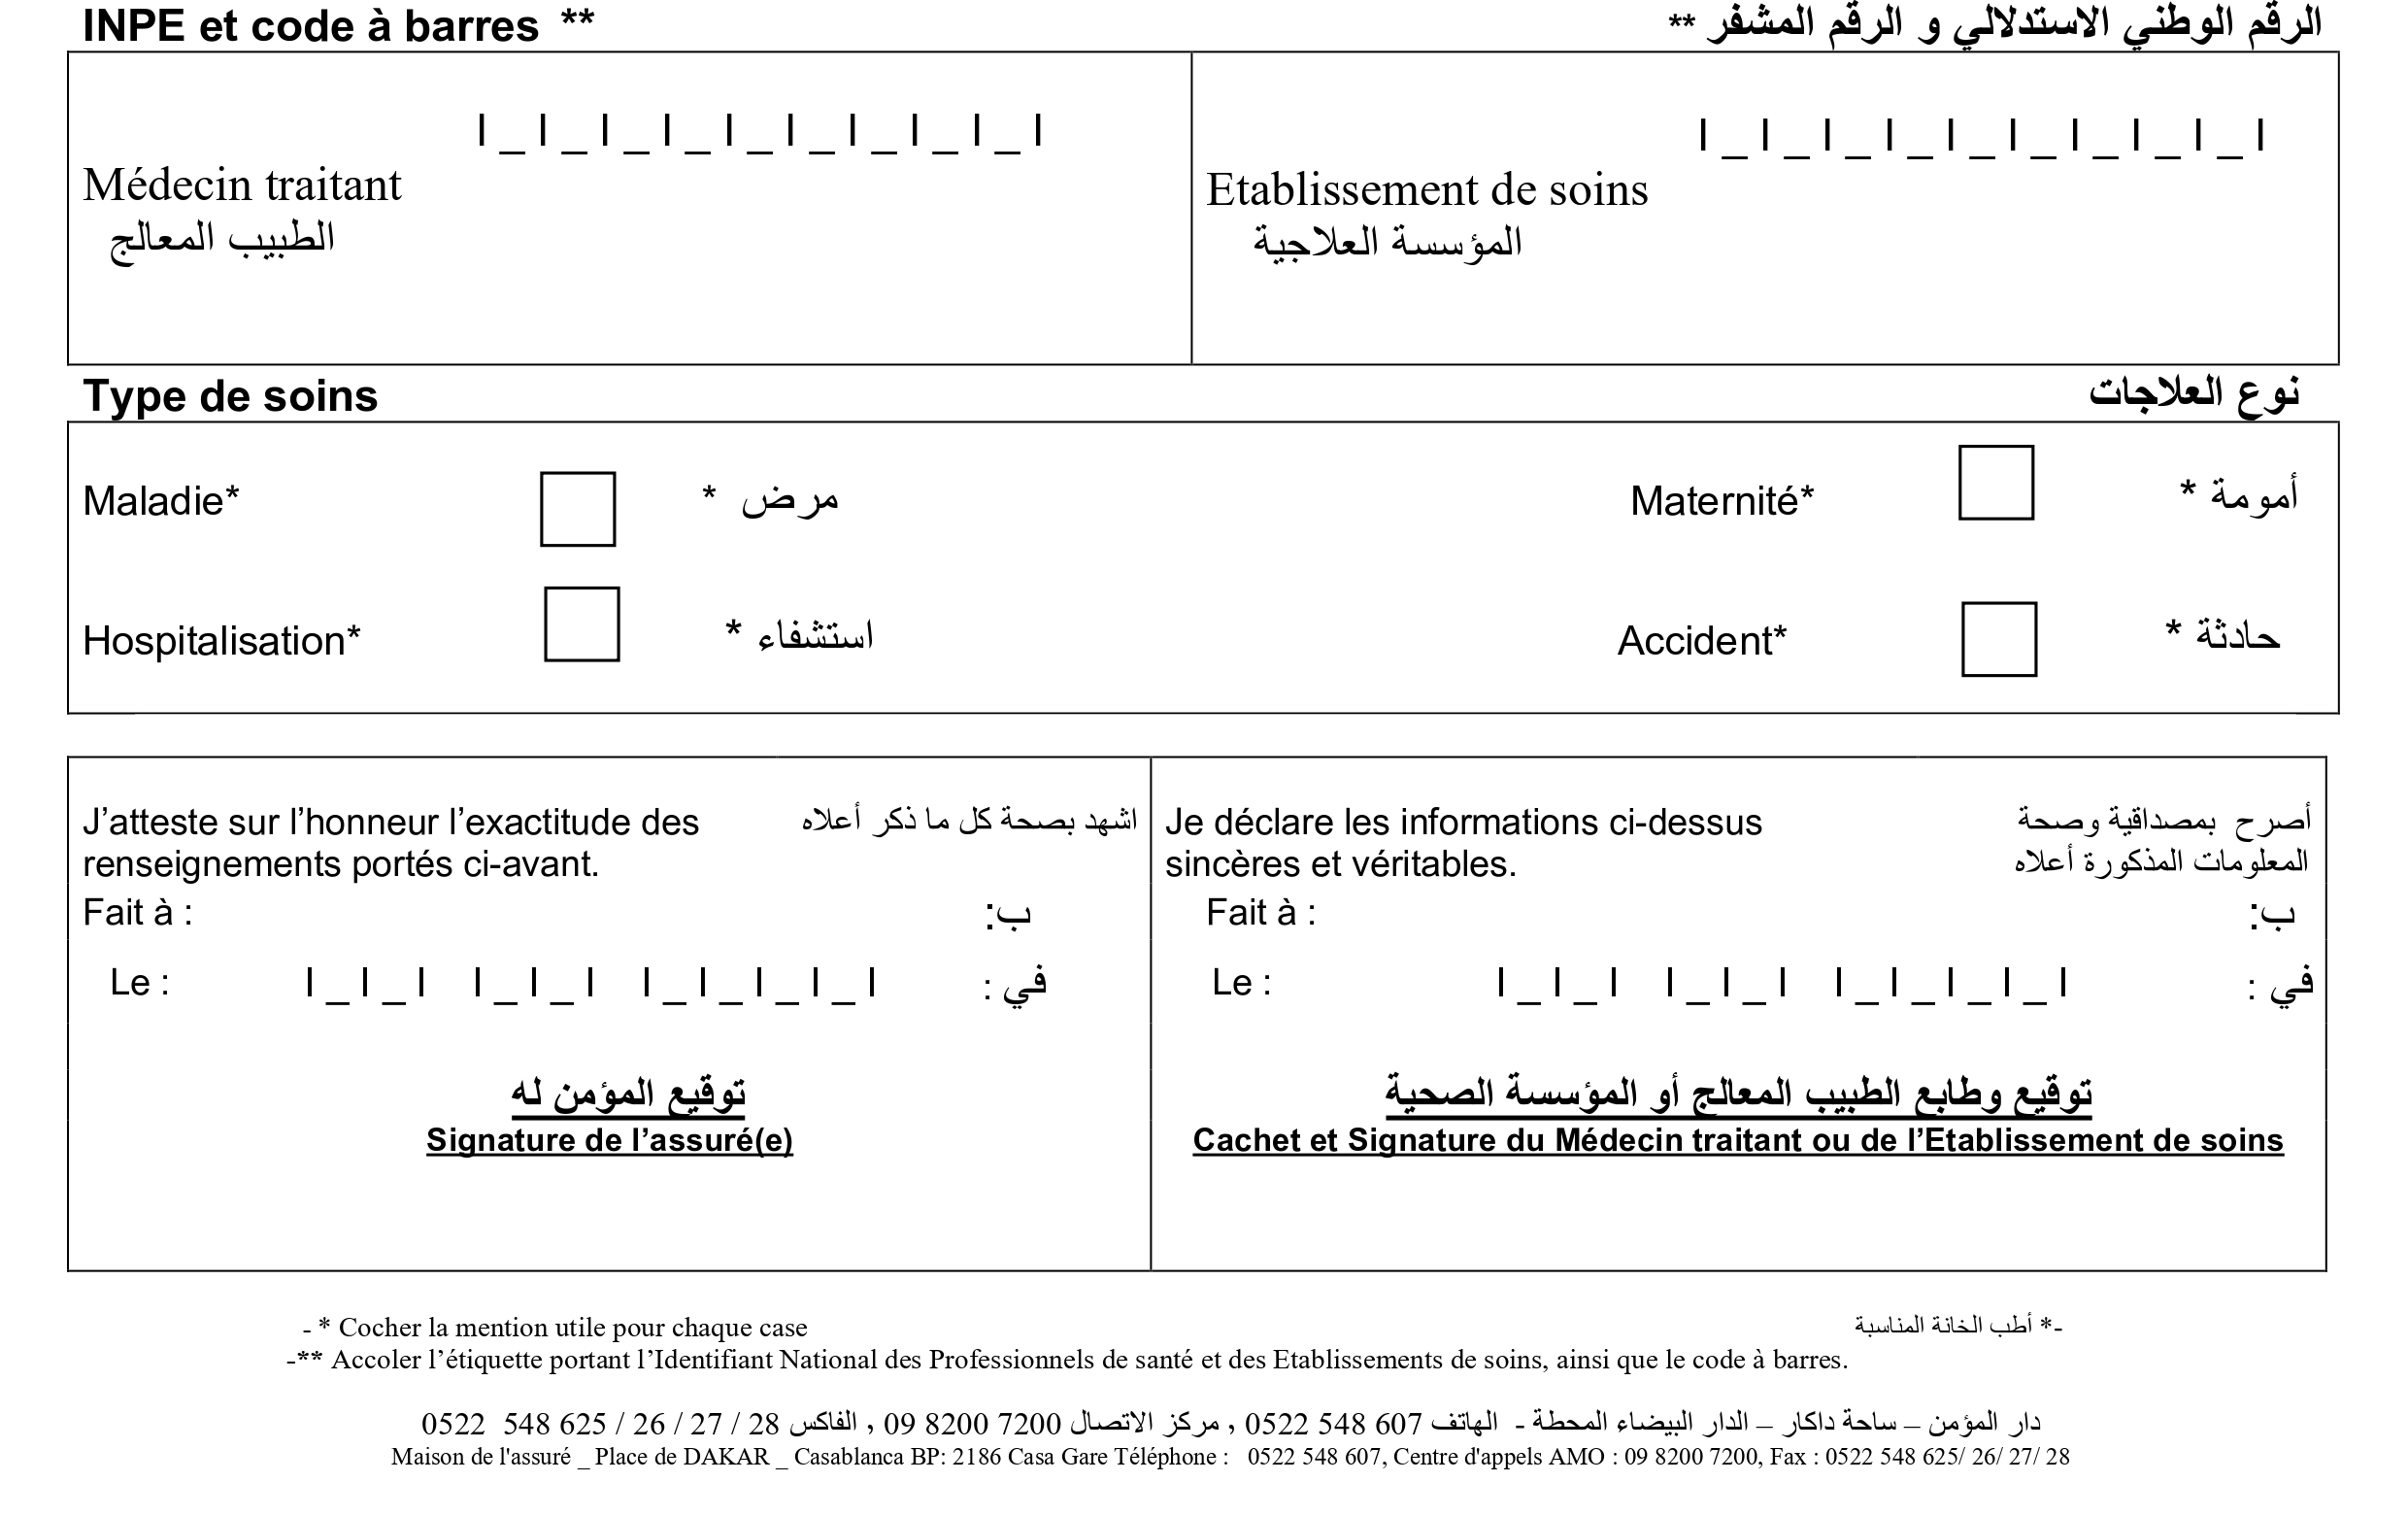 INPE et code à barres ** الرقم الوطني الاستدلالي و الرقم المشفر **
I_I_I_I_I_I_I_I_I_I I_I_I_I_I_I_I_I_I_I
Médecin traitant Etablissement de soins
الطبيب المعالج المؤسسة العلاجية
Type de soins نوع العلاجات
Maladie* مرض * Maternité* أمومة *
Hospitalisation* استشفاء * Accident* حادثة *
J’atteste sur l’honneur l’exactitude des اشهد بصحة كل ما ذكر أعلاه
renseignements portés ci-avant.
Fait à : ب:
Le : I_I_I I_I_I I_I_I_I_I في :
توقيع المؤمن له
Signature de l’assuré(e)
Je déclare les informations ci-dessus أصرح بمصداقية وصحة
sincères et véritables. المعلومات المذكورة أعلاه
Fait à : ب:
Le : I_I_I I_I_I I_I_I_I_I في :
توقيع وطابع الطبيب المعالج أو المؤسسة الصحية
Cachet et Signature du Médecin traitant ou de l’Etablissement de soins
- * Cocher la mention utile pour chaque case -* أطب الخانة المناسبة
-** Accoler l’étiquette portant l’Identifiant National des Professionnels de santé et des Etablissements de soins, ainsi que le code à barres.
دار المؤمن – ساحة داكار – الدار البيضاء المحطة - الهاتف 0522 548 607 , مركز الاتصال 09 8200 7200 , الفاكس 0522 548 625 / 26 / 27 / 28
Maison de l'assuré _ Place de DAKAR _ Casablanca BP: 2186 Casa Gare Téléphone : 0522 548 607, Centre d'appels AMO : 09 8200 7200, Fax : 0522 548 625/ 26/ 27/ 28